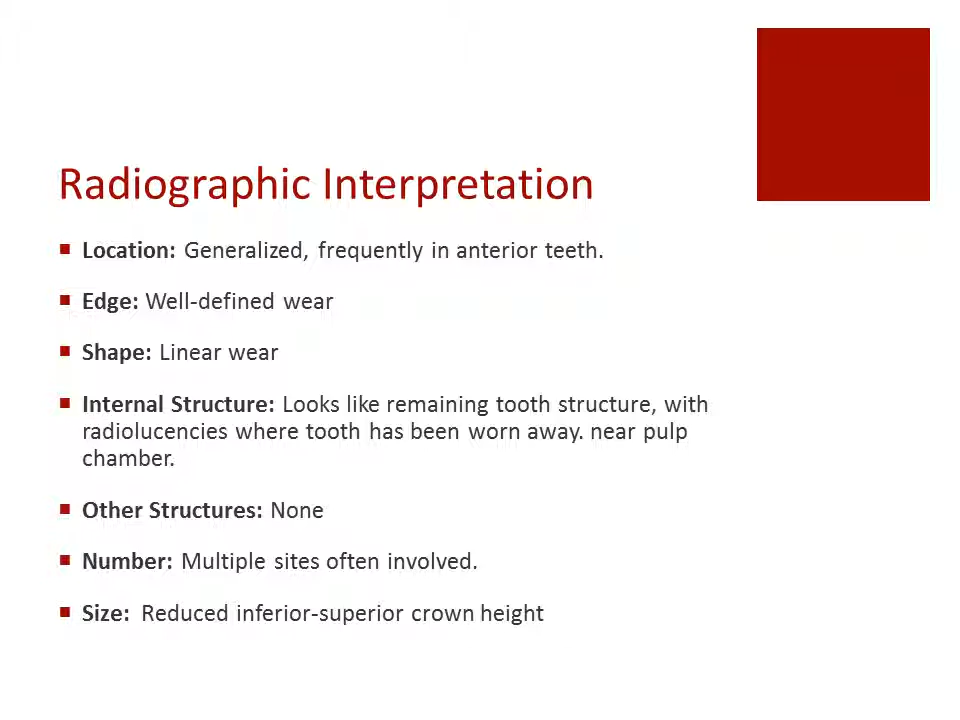 Radiographic Interpretation
Location: Generalized, frequently in anterior teeth.
Edge: Well-defined wear
Shape: Linear wear
Internal Structure: Looks like remaining tooth structure, with
radiolucencies where tooth has been worn away. near pulp
chamber.
Other Structures: None
Number: Multiple sites often involved.
Size: Reduced inferior-superior crown height